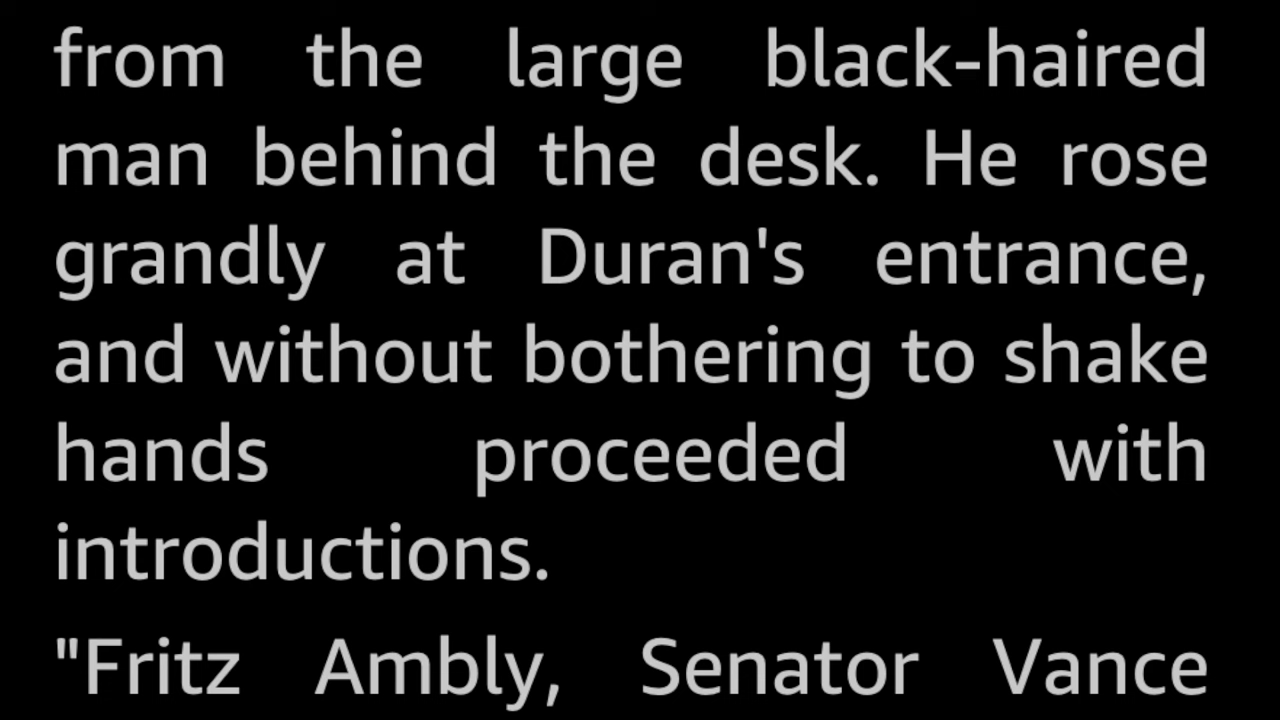 from the large black-haired
man behind the desk. He rose
grandly at Duran's entrance,
and without bothering to shake
hands proceeded with
introductions.
"Fritz Ambly, Senator Vance